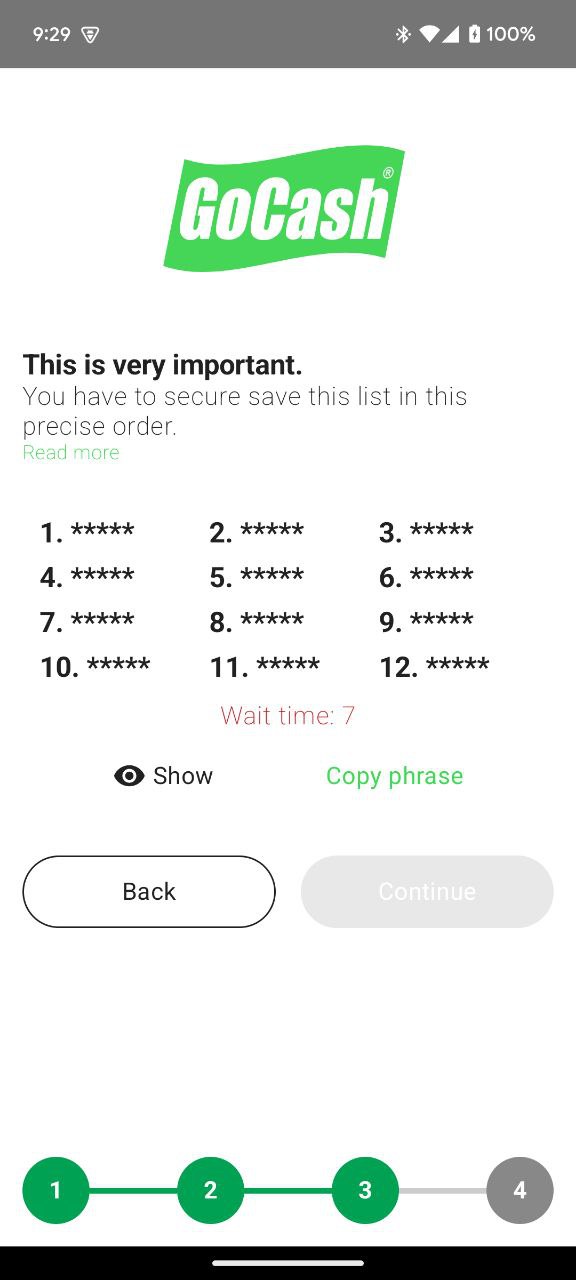 9:29 100%
GoCash®
This is very important.
You have to secure save this list in this
precise order.
Read more
1. ***** 2. ***** 3. *****
4. ***** 5. ***** 6. *****
7. ***** 8. ***** 9. *****
10. ***** 11. ***** 12. *****
Wait time: 7
Show Copy phrase
Back Continue
1 2 3 4